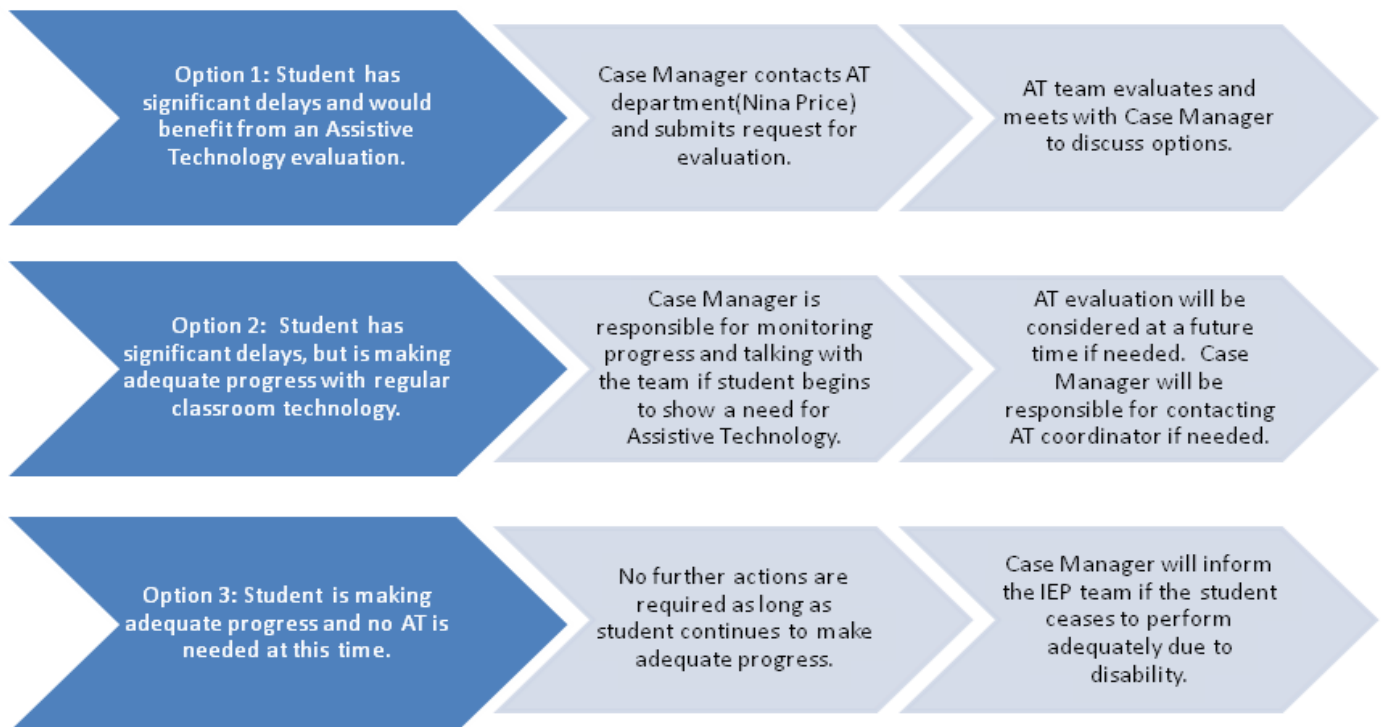 Option 1: Student has
significant delays and would
benefit from an Assistive
Technology evaluation.
Case Manager contacts AT
department(Nina Price)
and submits request for
evaluation.
AT team evaluates and
meets with Case Manager
to discuss options.
Option 2:  Student has
significant delays, but is making
adequate progress with regular
classroom technology.
Case Manager is
responsible for monitoring
progress and talking with
the team if student begins
to show a need for
Assistive Technology.
AT evaluation will be
considered at a future
time if needed.  Case
Manager will be
responsible for contacting
AT coordinator if needed.
Option 3: Student is making
adequate progress and no AT is
needed at this time.
No further actions are
required as long as
student continues to make
adequate progress.
Case Manager will inform
the IEP team if the student
ceases to perform
adequately due to
disability.